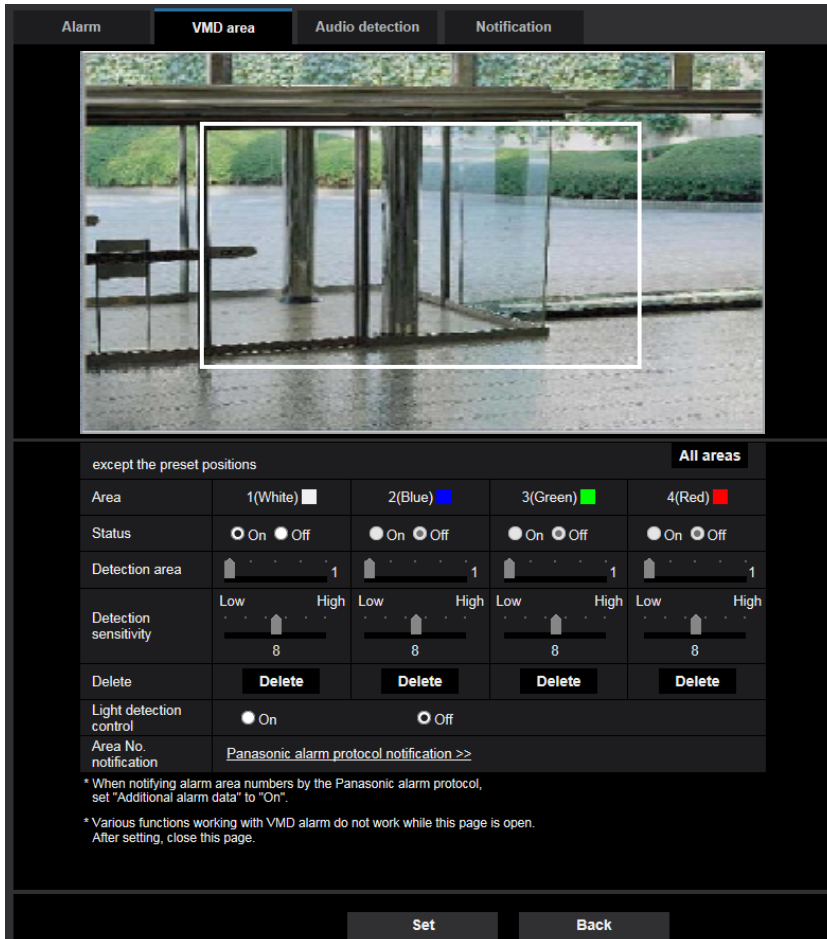 Alarm VMD area Audio detection Notification
except the preset positions All areas
Area 1(White) 2(Blue) 3(Green) 4(Red)
Status On Off On Off On Off On Off
Detection area 1 1 1 1
Low High Low High Low High Low High
Detection
sensitivity
8 8 8 8
Delete Delete Delete Delete Delete
Light detection
control On Off
Area No.
notification Panasonic alarm protocol notification >>
* When notifying alarm area numbers by the Panasonic alarm protocol,
set "Additional alarm data" to "On".
* Various functions working with VMD alarm do not work while this page is open.
After setting, close this page.
Set Back